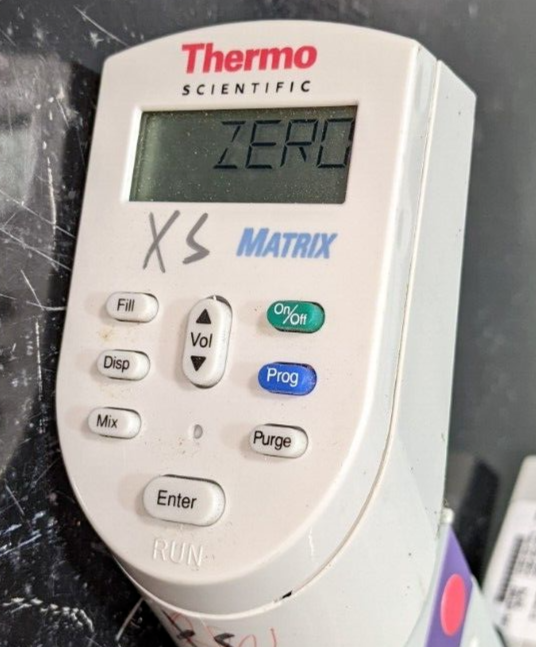 Thermo
SCIENTIFIC
ZERO
XS MATRIX
Fill
On/Off
Vol
Disp
Prog
Mix
Purge
Enter
RUN